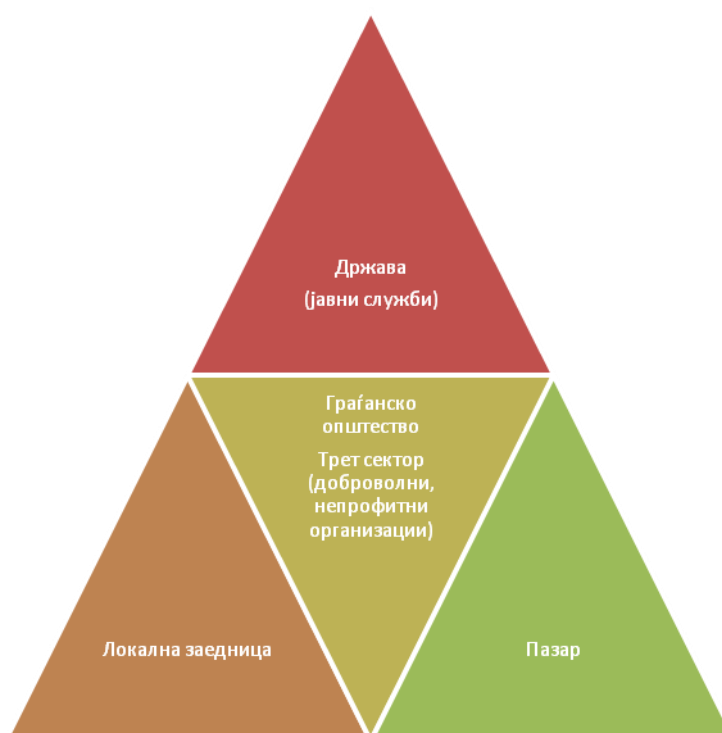 Држава
(јавни служби)
Граѓанско
општество
Трет сектор
(доброволни,
непрофитни
организации)
Локална заедница
Пазар